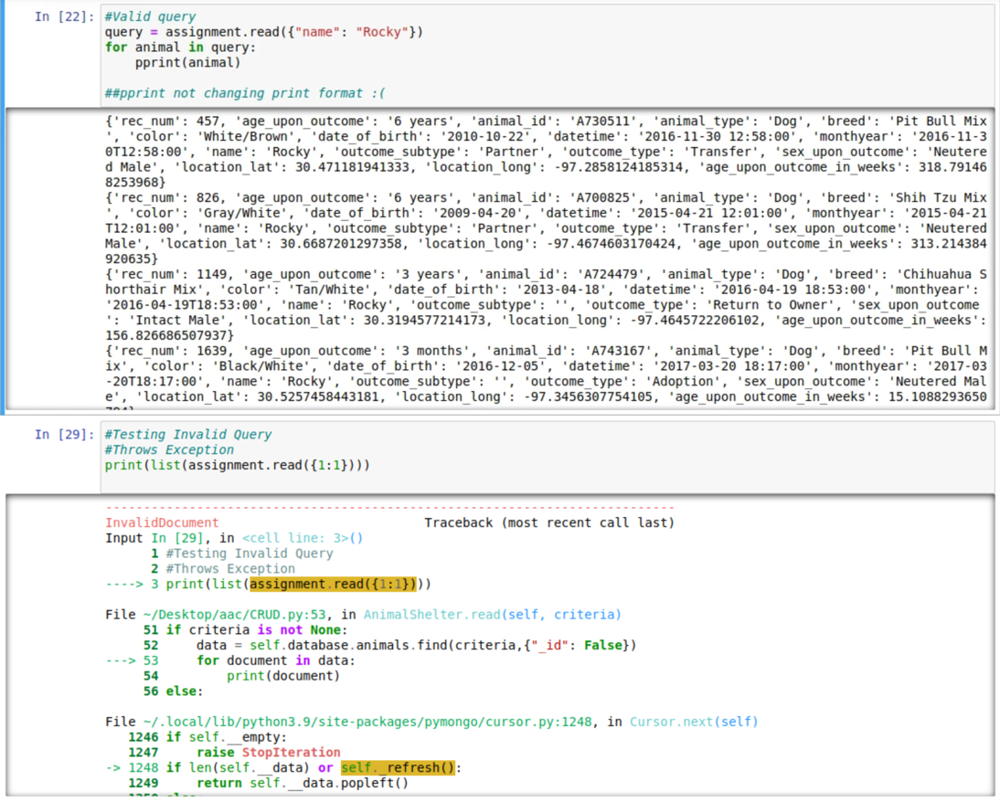 In [22]: #Valid query
query = assignment.read({"name": "Rocky"})
for animal in query:
    pprint(animal)
##pprint not changing print format :(
{'rec_num': 457, 'age_upon_outcome': '6 years', 'animal_id': 'A730511', 'animal_type': 'Dog', 'breed': 'Pit Bull Mix
', 'color': 'White/Brown', 'date_of_birth': '2010-10-22', 'datetime': '2016-11-30 12:58:00', 'monthyear': '2016-11-3
0T12:58:00', 'name': 'Rocky', 'outcome_subtype': 'Partner', 'outcome_type': 'Transfer', 'sex_upon_outcome': 'Neutere
d Male', 'location_lat': 30.471181941333, 'location_long': -97.2858124185314, 'age_upon_outcome_in_weeks': 318.79146
8253968}
{'rec_num': 826, 'age_upon_outcome': '6 years', 'animal_id': 'A700825', 'animal_type': 'Dog', 'breed': 'Shih Tzu Mix
', 'color': 'Gray/White', 'date_of_birth': '2009-04-20', 'datetime': '2015-04-21 12:01:00', 'monthyear': '2015-04-21
T12:01:00', 'name': 'Rocky', 'outcome_subtype': 'Partner', 'outcome_type': 'Transfer', 'sex_upon_outcome': 'Neutered
Male', 'location_lat': 30.6687201297358, 'location_long': -97.4674603170424, 'age_upon_outcome_in_weeks': 313.214384
920635}
{'rec_num': 1149, 'age_upon_outcome': '3 years', 'animal_id': 'A724479', 'animal_type': 'Dog', 'breed': 'Chihuahua S
horthair Mix', 'color': 'Tan/White', 'date_of_birth': '2013-04-18', 'datetime': '2016-04-19 18:53:00', 'monthyear':
'2016-04-19T18:53:00', 'name': 'Rocky', 'outcome_subtype': '', 'outcome_type': 'Return to Owner', 'sex_upon_outcome
': 'Intact Male', 'location_lat': 30.3194577214173, 'location_long': -97.4645722206102, 'age_upon_outcome_in_weeks':
156.826686507937}
{'rec_num': 1639, 'age_upon_outcome': '3 months', 'animal_id': 'A743167', 'animal_type': 'Dog', 'breed': 'Pit Bull M
ix', 'color': 'Black/White', 'date_of_birth': '2016-12-05', 'datetime': '2017-03-20 18:17:00', 'monthyear': '2017-03
-20T18:17:00', 'name': 'Rocky', 'outcome_subtype': '', 'outcome_type': 'Adoption', 'sex_upon_outcome': 'Neutered Mal
e', 'location_lat': 30.5257458443181, 'location_long': -97.3456307754105, 'age_upon_outcome_in_weeks': 15.1088293650
In [29]: #Testing Invalid Query
#Throws Exception
print(list(assignment.read({1:1})))
---------------------------------------------------------------------------
InvalidDocument                           Traceback (most recent call last)
Input In [29], in <cell line: 3>()
      1 #Testing Invalid Query
      2 #Throws Exception
----> 3 print(list(assignment.read({1:1})))
File ~/Desktop/aac/CRUD.py:53, in AnimalShelter.read(self, criteria)
     51 if criteria is not None:
     52     data = self.database.animals.find(criteria,{"_id": False})
---> 53     for document in data:
     54         print(document)
     56 else:
File ~/.local/lib/python3.9/site-packages/pymongo/cursor.py:1248, in Cursor.next(self)
   1246 if self.__empty:
   1247     raise StopIteration
-> 1248 if len(self.__data) or self._refresh():
   1249     return self.__data.popleft()